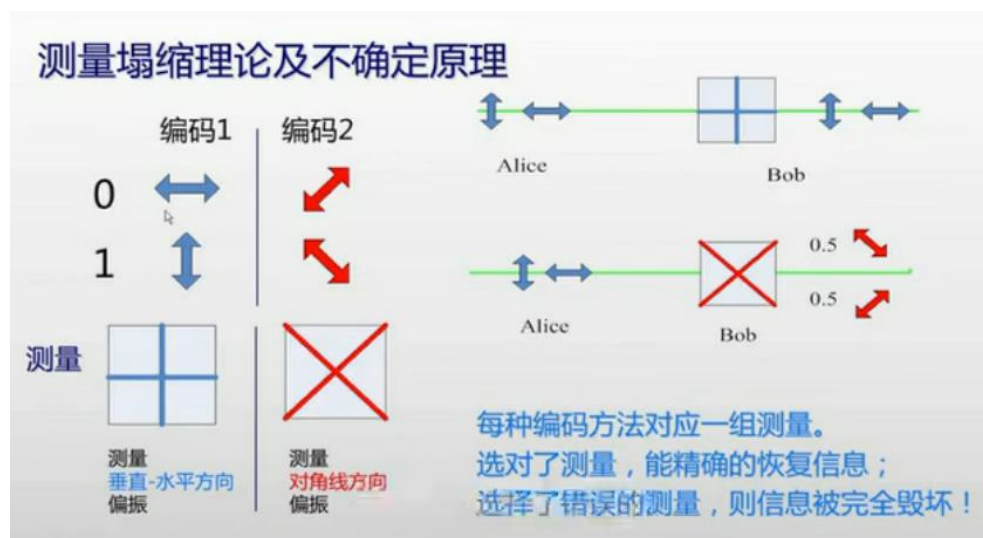 测量塌缩理论及不确定原理
编码1
编码2
0
1
测量
测量
垂直-水平方向
偏振
测量
对角线方向
偏振
Alice
Bob
Alice
Bob
0.5
0.5
每种编码方法对应一组测量。
选对了测量，能精确的恢复信息；
选择了错误的测量，则信息被完全毁坏！